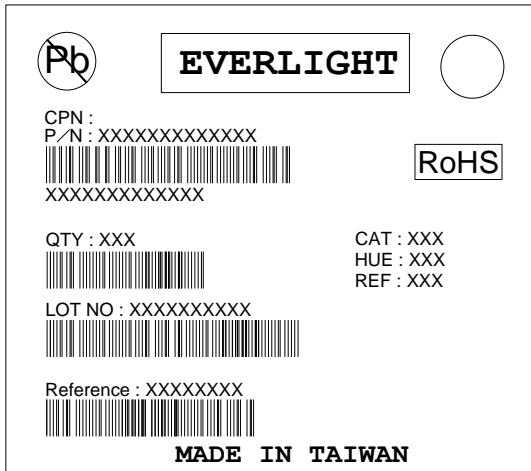 Pb
EVERLIGHT
CPN :
P/N : XXXXXXXXXXXXX
RoHS
XXXXXXXXXXXXX
QTY : XXX
CAT : XXX
HUE : XXX
REF : XXX
LOT NO : XXXXXXXXXX
Reference : XXXXXXXX
MADE IN TAIWAN